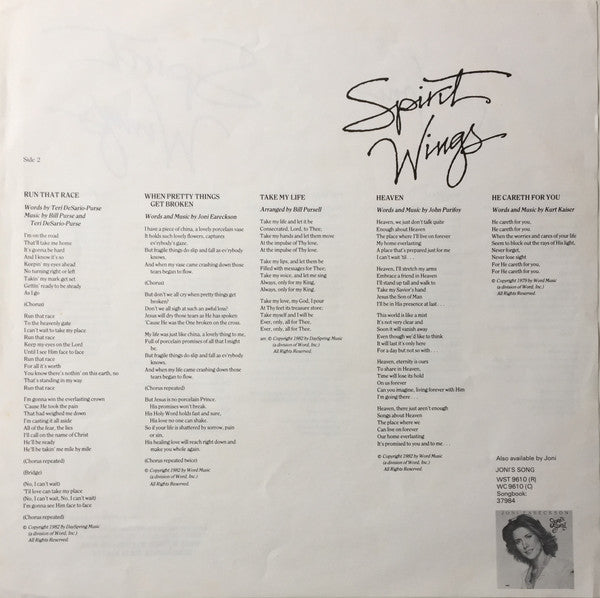 Spirit
Wings
Side 2
RUN THAT RACE
Words by Teri DeSario-Purse
Music by Bill Purse and
Teri DeSario-Purse
I'm on the road
That'll take me home
It's gonna be hard
And I know it's so
Keepin' my eyes ahead
No turning right or left
Takin' my mark get set
Gettin' ready to be steady
As I go
(Chorus)
Run that race
To the heavenly gate
I can't wait to take my place
Run that race
Keep my eyes on the Lord
Until I see Him face to face
Run that race
For all it's worth
You know there's nothin' on this earth, no
That's standing in my way
Run that race
I'm gonna won the everlasting crown
'Cause He took the pain
That had weighed me down
I'm casting it all aside
All of the fear, the lies
I'll call on the name of Christ
He'll be ready
He'll be takin' me mile by mile
(Chorus repeated)
(Bridge)
(No, I can't wait)
"I'll love can take my place
(No, I can't wait, No, I can't wait)
I'm gonna see Him face to face
(Chorus repeated)
© Copyright 1982 by DaySpring Music
(a division of Word, Inc.)
All Rights Reserved.
WHEN PRETTY THINGS
GET BROKEN
Words and Music by Joni Eareckson
I have a piece of china, a lovely porcelain vase
It holds such lovely flowers, captures
ev'rybody's gaze.
But fragile things do slip and fall as ev'rybody
knows,
And when my vase came crashing down those
tears began to flow.
(Chorus)
But don't we all cry when pretty things get
broken?
Don't we all sigh at such an awful loss?
Jesus will dry those tears as He has spoken
'Cause He was the One broken on the cross.
My life was just like china, a lovely thing to me,
Full of porcelain promises of all that I might
be.
But fragile things do slip and fall as ev'rybody
knows,
And when my life came crashing down those
tears began to flow.
(Chorus repeated)
But Jesus is no porcelain Prince.
His promises won't break.
His Holy Word holds fast and sure,
His love no one can shake.
So if your life is shattered by sorrow, pain
or sin,
His healing love will reach right down and
make you whole again.
(Chorus repeated twice)
© Copyright 1982 by Word Music
(a division of Word, Inc.)
All Rights Reserved.
TAKE MY LIFE
Arranged by Bill Pursell
Take my life and let it be
Consecrated, Lord, to Thee;
Take my hands and let them move
At the impulse of Thy love,
At the impulse of Thy love.
Take my lips, and let them be
Filled with messages for Thee;
Take my voice, and let me sing
Always, only for my King,
Always, only for my King.
Take my love, my God, I pour
At Thy feet its treasure store;
Take myself and I will be
Ever, only, all for Thee,
Ever, only, all for Thee.
arr. © Copyright 1982 by DaySpring Music
(a division of Word, Inc.)
All Rights Reserved.
HEAVEN
Words and Music by John Purifoy
Heaven, we just don't talk quite
Enough about Heaven
The place where I'll live on forever
My home everlasting
A place that's prepared just for me
I can't wait 'til . . .
Heaven, I'll stretch my arms
Embrace a friend in Heaven
I'll stand up tall and walk to
Take my Savior's hand
Jesus the Son of Man
I'll be in His presence at last . . .
This world is like a mist
It's not very clear and
Soon it will vanish away
Even though we'd like to think
It will last it's only here
For a day but not so with . . .
Heaven, eternity is ours
To share in Heaven,
Time will lose its hold
On us forever
Can you imagine, living forever with Him
I'm going there . . .
Heaven, there just aren't enough
Songs about Heaven
The place where we
Can live on forever
Our home everlasting
It's promised to you and to me . . .
© Copyright 1982 by Word Music
(a division of Word, Inc.)
All Rights Reserved.
HE CARETH FOR YOU
Words and Music by Kurt Kaiser
He careth for you,
He careth for you,
When the worries and cares of your life
Seem to block out the rays of His light,
Never forget,
Never lose sight
For He careth for you,
For He careth for you.
© Copyright 1979 by Word Music
(a division of Word, Inc.)
All Rights Reserved.
Also available by Joni
JONI'S SONG
WST 9610 (R)
WC 9610 (C)
Songbook:
37984
JONI EARECKSON
Joni's Song